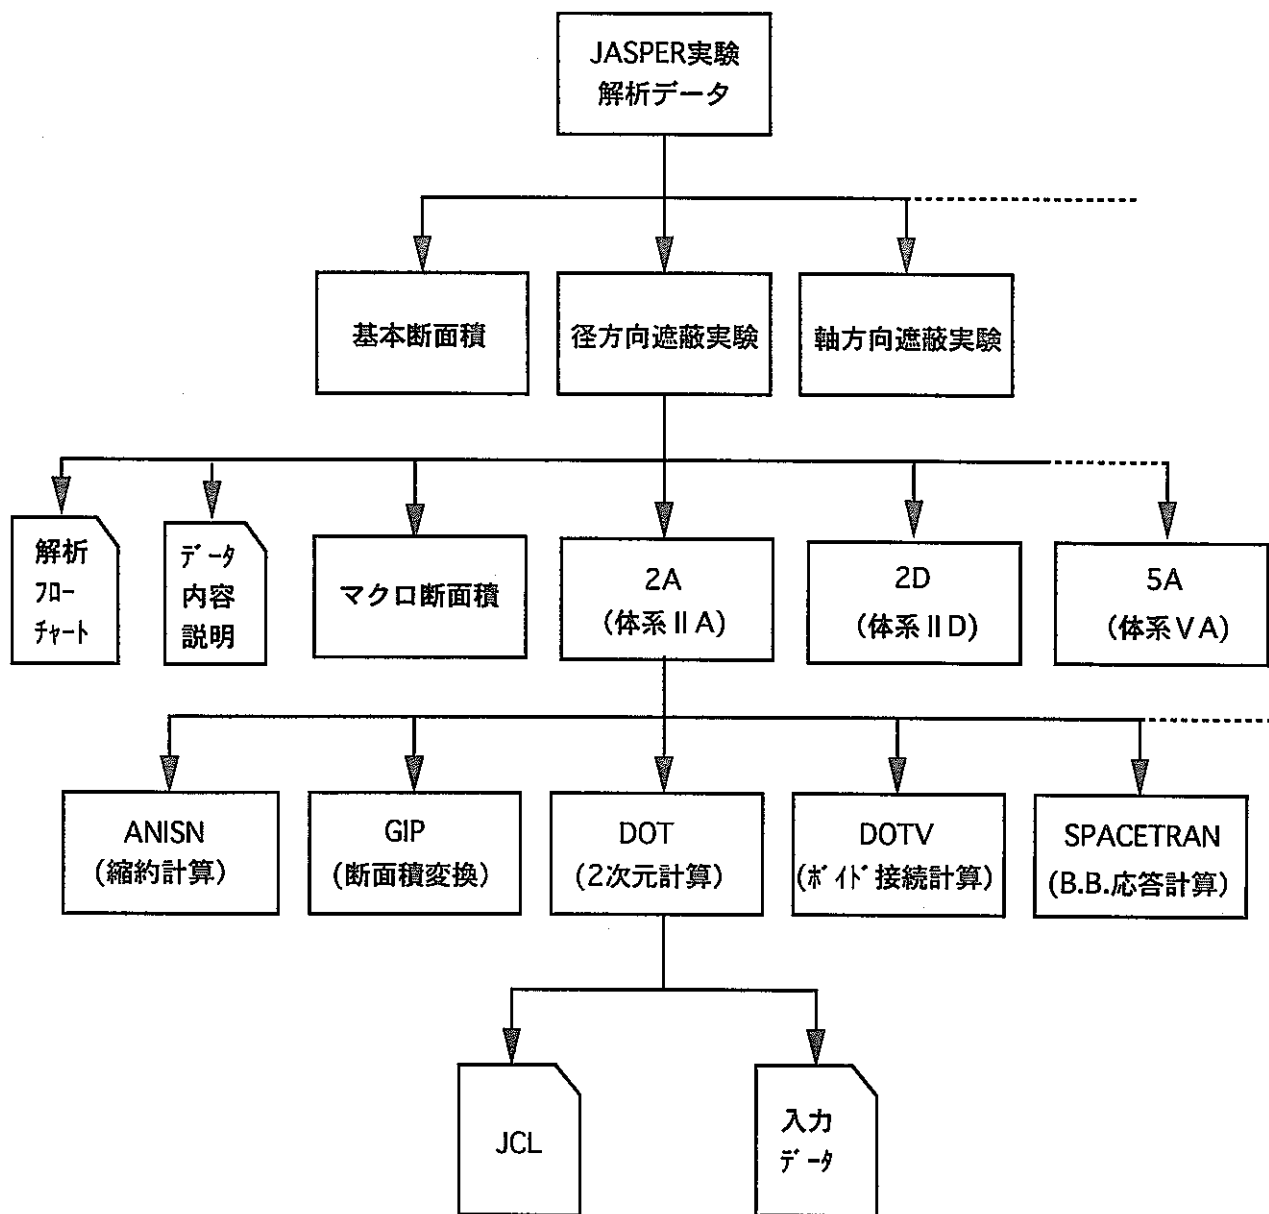 JASPER実験
解析データ
基本断面積
径方向遮蔽実験
軸方向遮蔽実験
解析
フロー
チャート
データ
内容
説明
マクロ断面積
2A
(体系ⅡA)
2D
(体系ⅡD)
5A
(体系ⅤA)
ANISN
(縮約計算)
GIP
(断面積変換)
DOT
(2次元計算)
DOTV
(ボイド接続計算)
SPACETRAN
(B.B.応答計算)
JCL
入力
データ